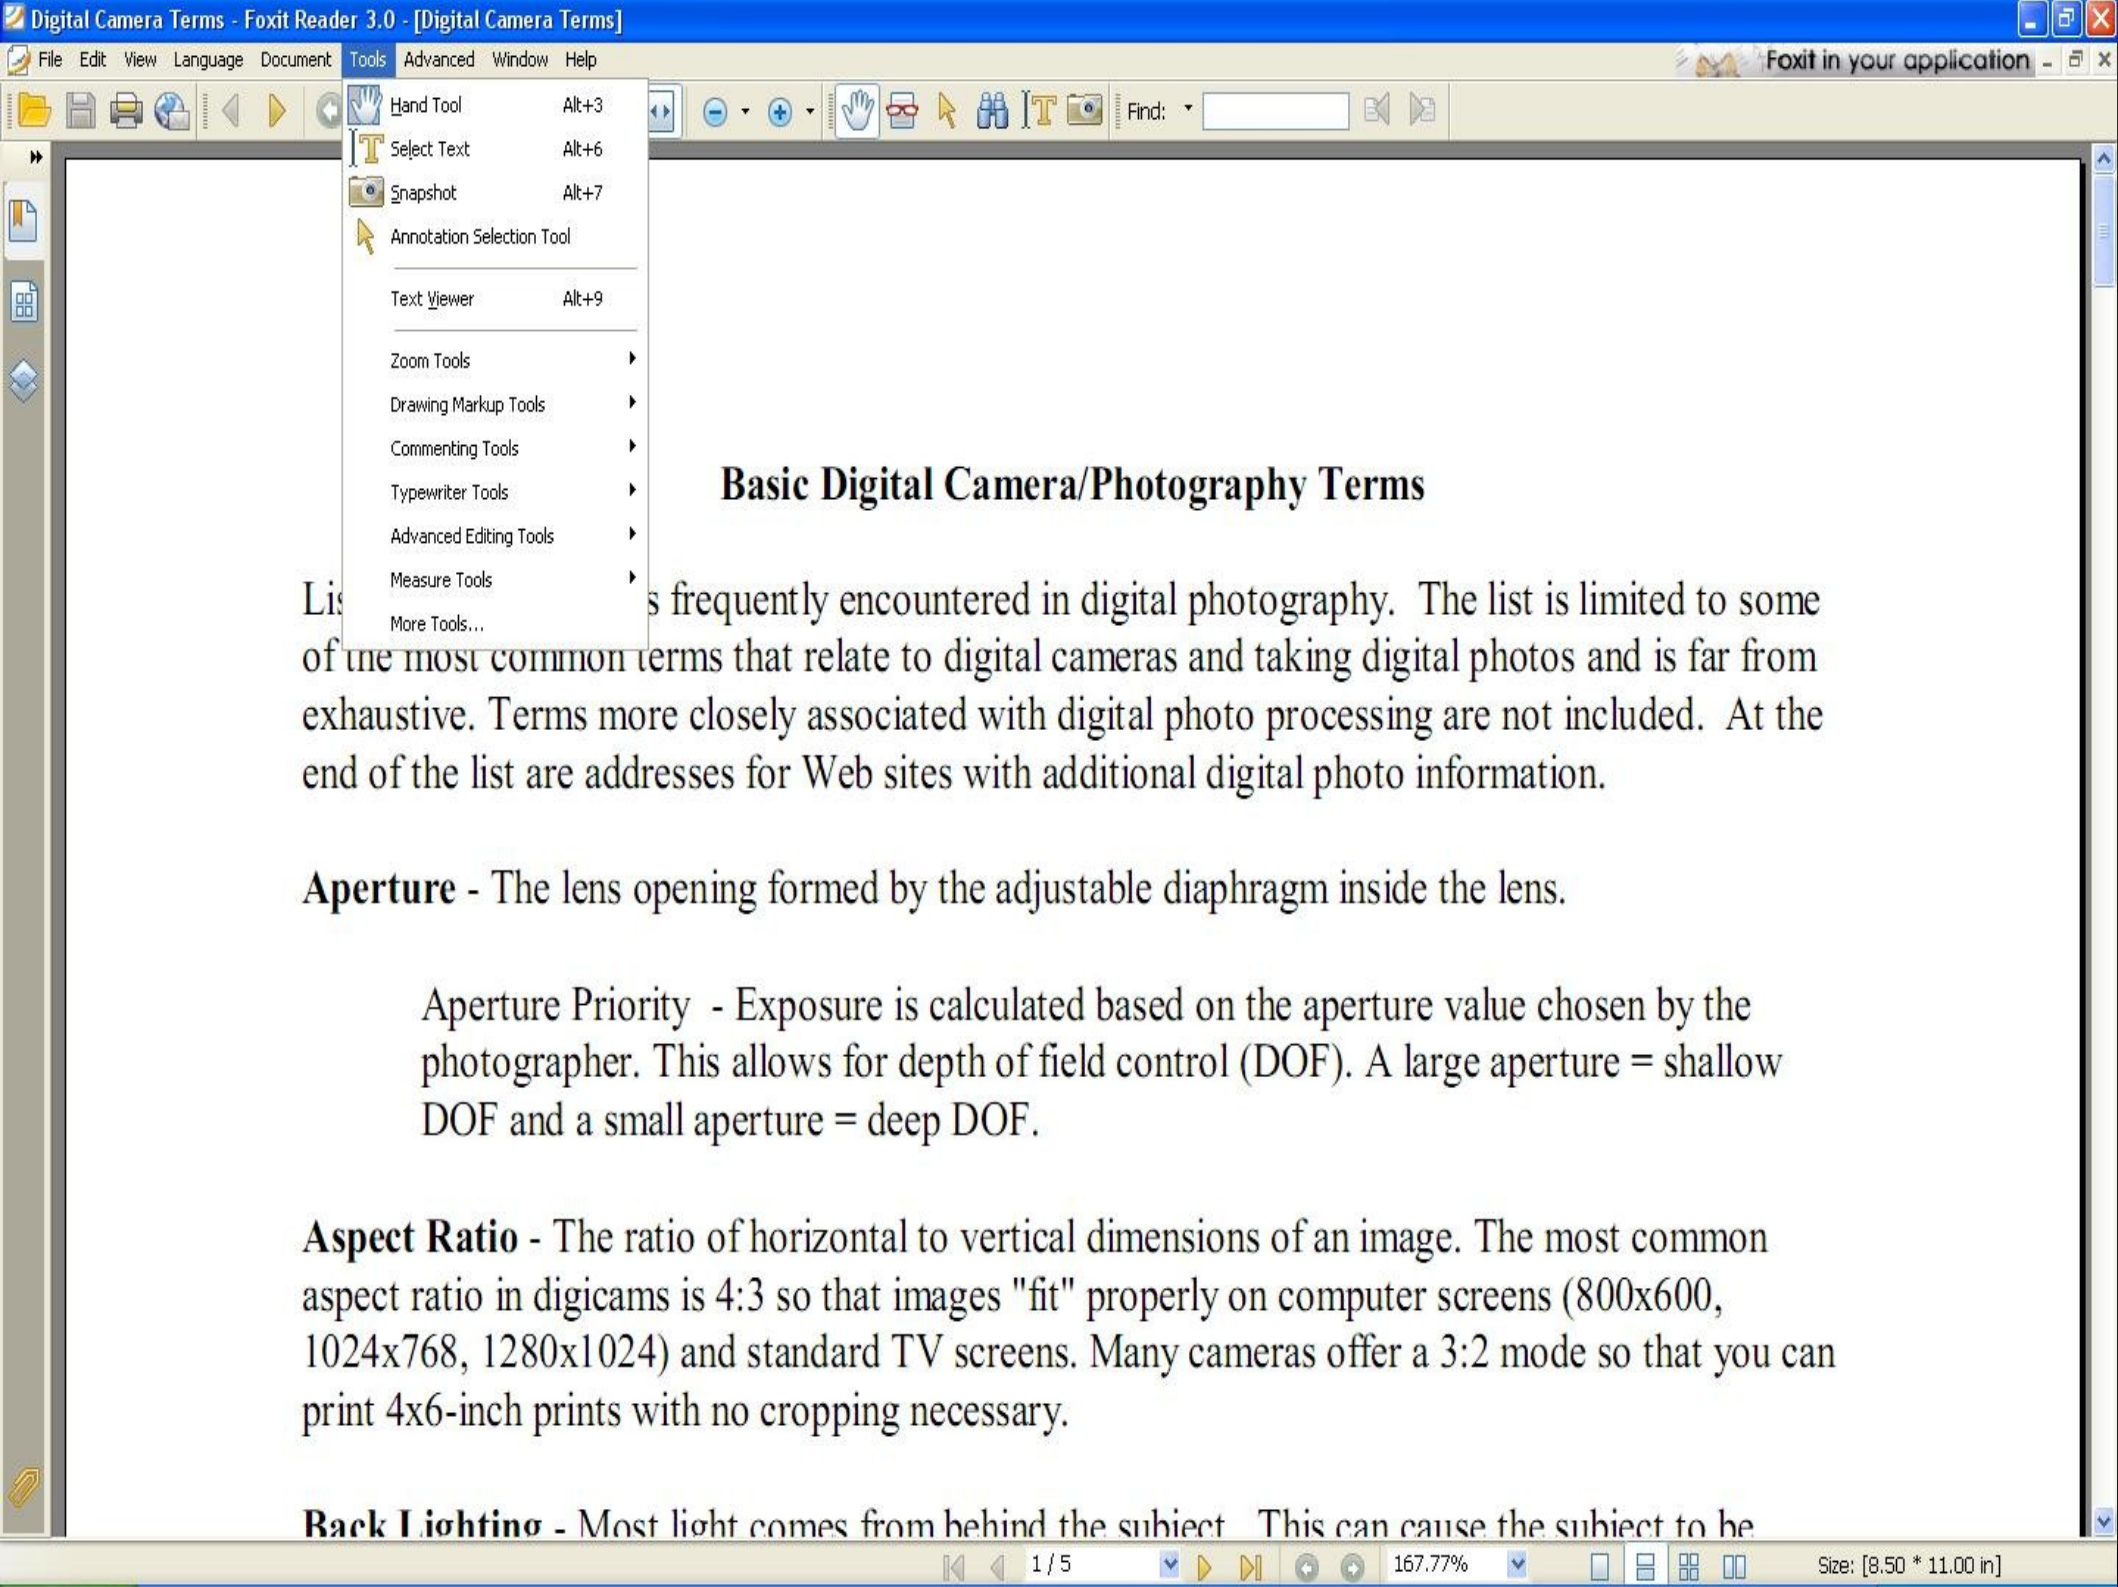 Digital Camera Terms - Foxit Reader 3.0 - [Digital Camera Terms]
File Edit View Language Document Tools Advanced Window Help Foxit in your application
Find:
Hand Tool Alt+3
Select Text Alt+6
Snapshot Alt+7
Annotation Selection Tool
Text Viewer Alt+9
Zoom Tools
Drawing Markup Tools
Commenting Tools
Typewriter Tools
Advanced Editing Tools
Measure Tools
More Tools...
Basic Digital Camera/Photography Terms
frequently encountered in digital photography. The list is limited to some
of the most common terms that relate to digital cameras and taking digital photos and is far from
exhaustive. Terms more closely associated with digital photo processing are not included. At the
end of the list are addresses for Web sites with additional digital photo information.
Aperture - The lens opening formed by the adjustable diaphragm inside the lens.
Aperture Priority - Exposure is calculated based on the aperture value chosen by the
photographer. This allows for depth of field control (DOF). A large aperture = shallow
DOF and a small aperture = deep DOF.
Aspect Ratio - The ratio of horizontal to vertical dimensions of an image. The most common
aspect ratio in digicams is 4:3 so that images "fit" properly on computer screens (800x600,
1024x768, 1280x1024) and standard TV screens. Many cameras offer a 3:2 mode so that you can
print 4x6-inch prints with no cropping necessary.
Back Lighting - Most light comes from behind the subject. This can cause the subject to be
1 / 5 167.77% Size: [8.50 * 11.00 in]